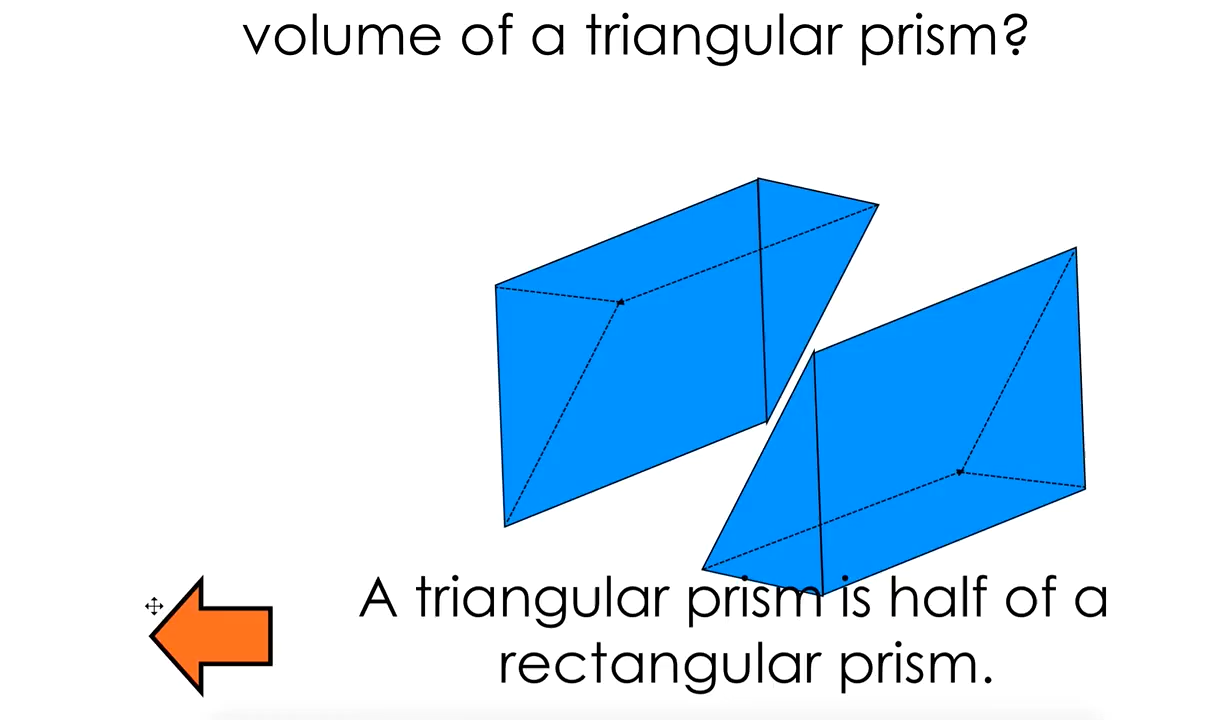 volume of a triangular prism?
A triangular prism is half of a
rectangular prism.